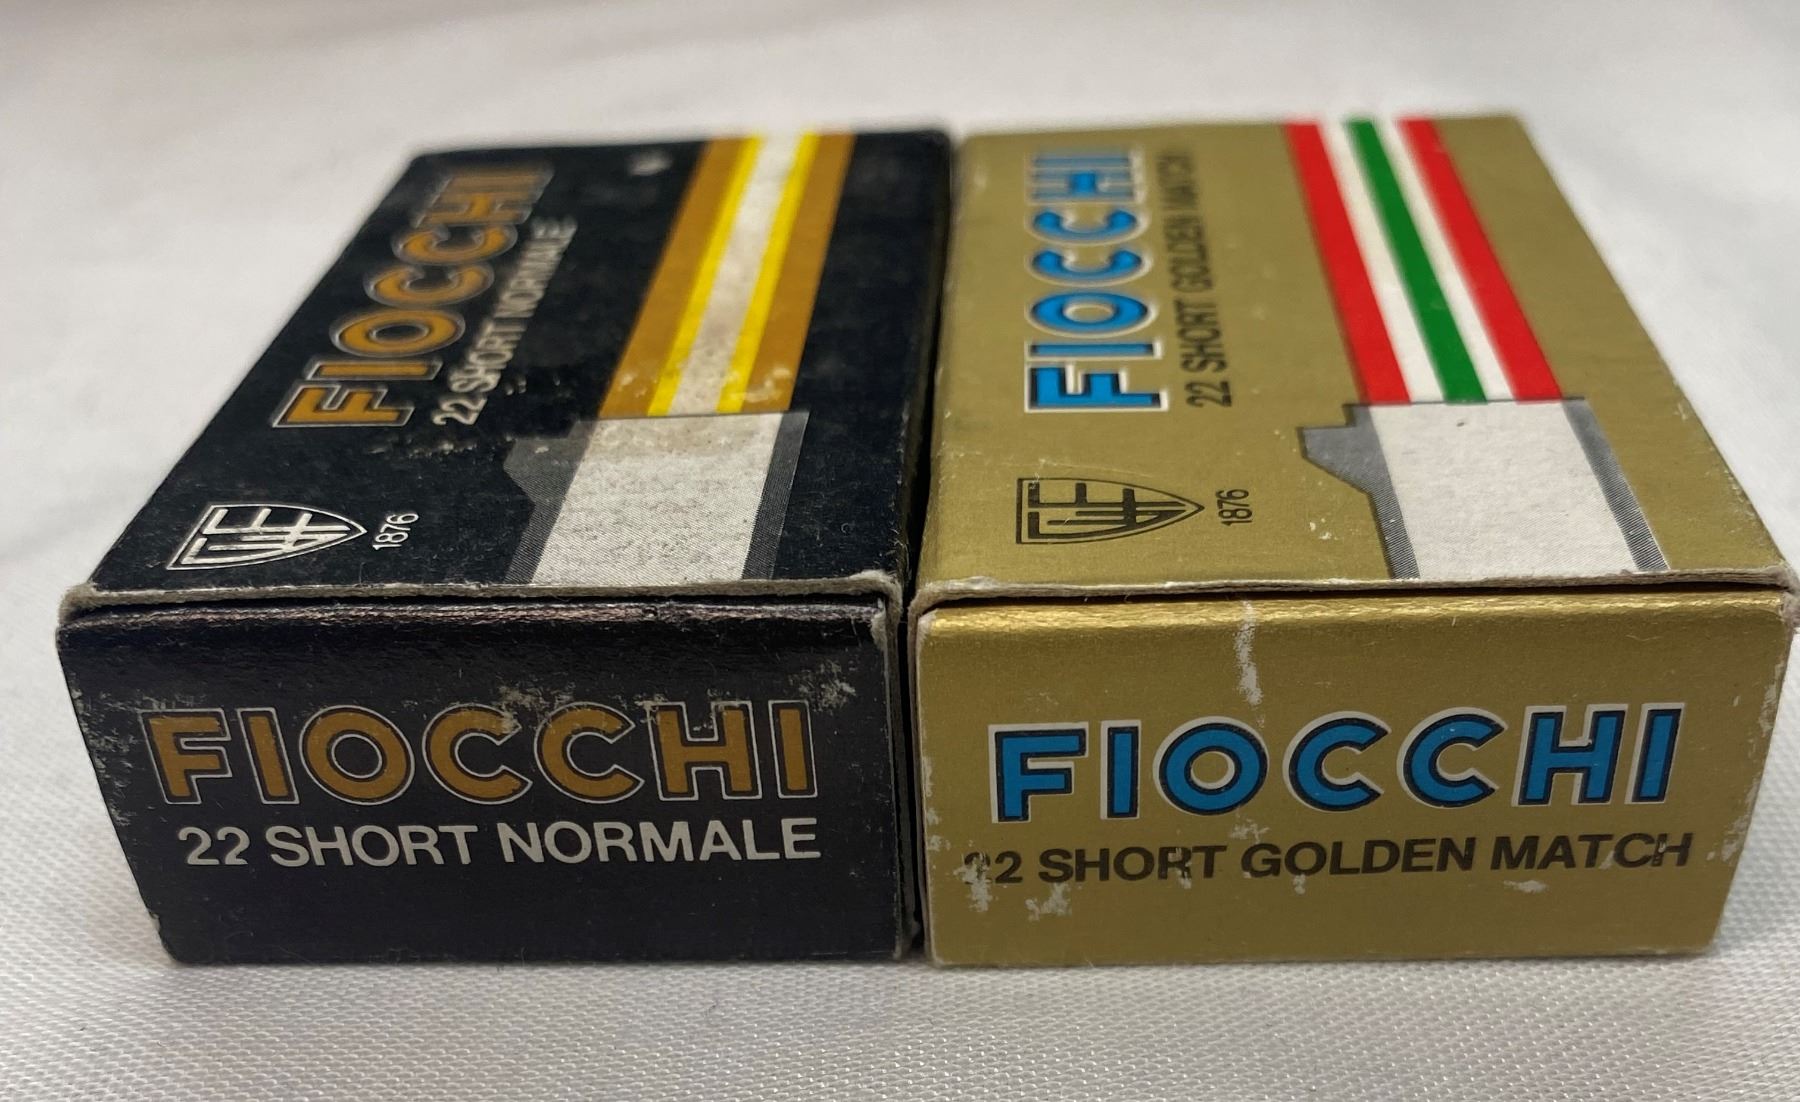 FIOCCHI
22 SHORT NORMALE
1876
FIOCCHI
22 SHORT NORMALE
FIOCCHI
22 SHORT GOLDEN MATCH
1876
FIOCCHI
22 SHORT GOLDEN MATCH